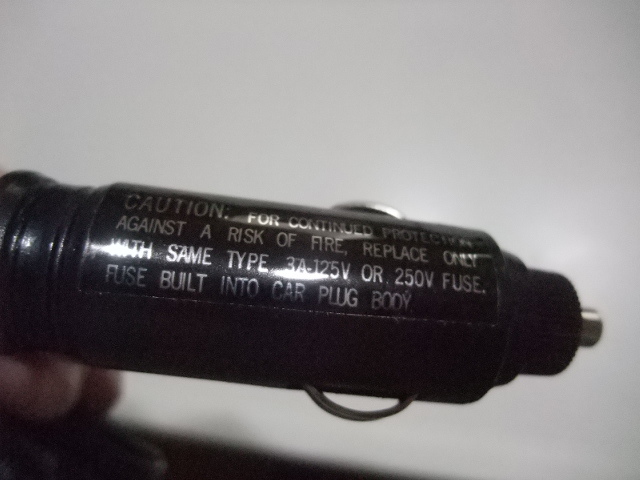 CAUTION: FOR CONTINUED PROTECTION
AGAINST A RISK OF FIRE, REPLACE ONLY
WITH SAME TYPE 3A-125V OR 250V FUSE.
FUSE BUILT INTO CAR PLUG BODY.